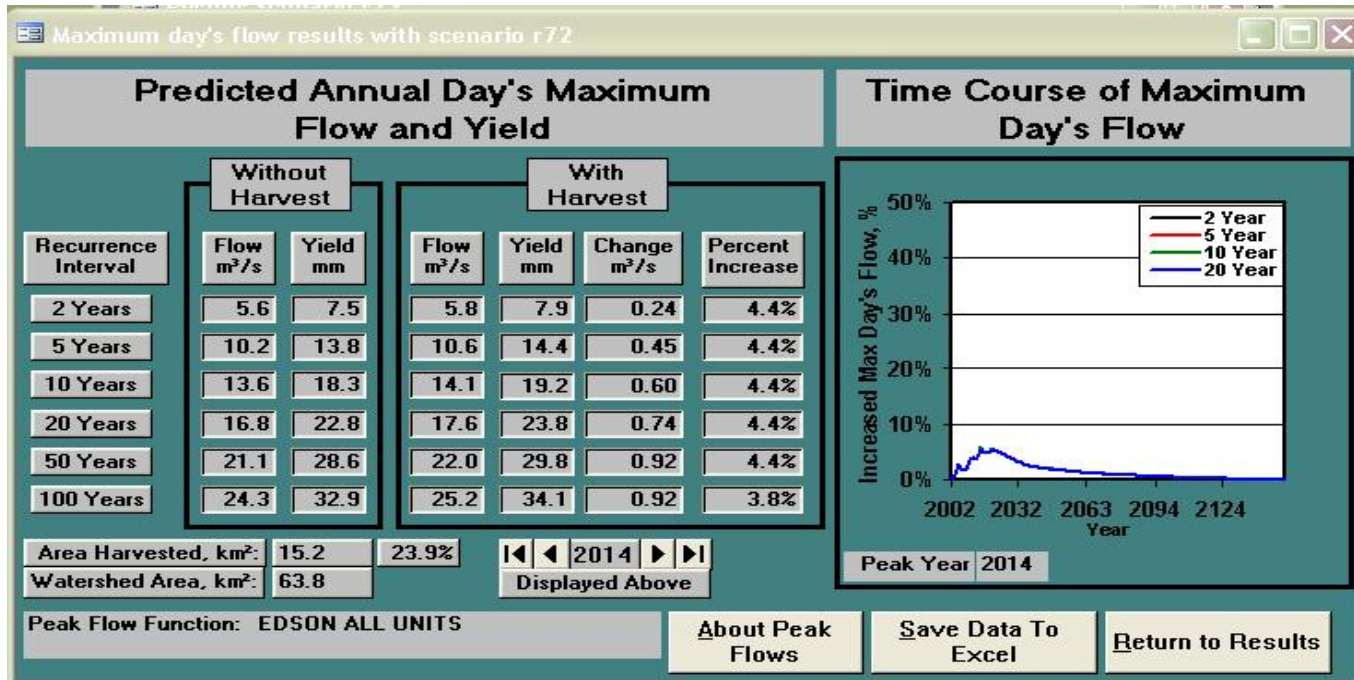 Maximum day's flow results with scenario r72
Predicted Annual Day's Maximum
Flow and Yield
Without
Harvest
With
Harvest
Recurrence
Interval
Flow
m³/s
Yield
mm
Flow
m³/s
Yield
mm
Change
m³/s
Percent
Increase
2 Years 5.6 7.5 5.8 7.9 0.24 4.4%
5 Years 10.2 13.8 10.6 14.4 0.45 4.4%
10 Years 13.6 18.3 14.1 19.2 0.60 4.4%
20 Years 16.8 22.8 17.6 23.8 0.74 4.4%
50 Years 21.1 28.6 22.0 29.8 0.92 4.4%
100 Years 24.3 32.9 25.2 34.1 0.92 3.8%
Area Harvested, km²: 15.2 23.9%
Watershed Area, km²: 63.8
2014
Displayed Above
Peak Flow Function: EDSON ALL UNITS
Time Course of Maximum
Day's Flow
Increased Max Day's Flow, %
50%
40%
30%
20%
10%
0%
2 Year
5 Year
10 Year
20 Year
2002 2032 2063 2094 2124
Year
Peak Year 2014
About Peak
Flows
Save Data To
Excel
Return to Results